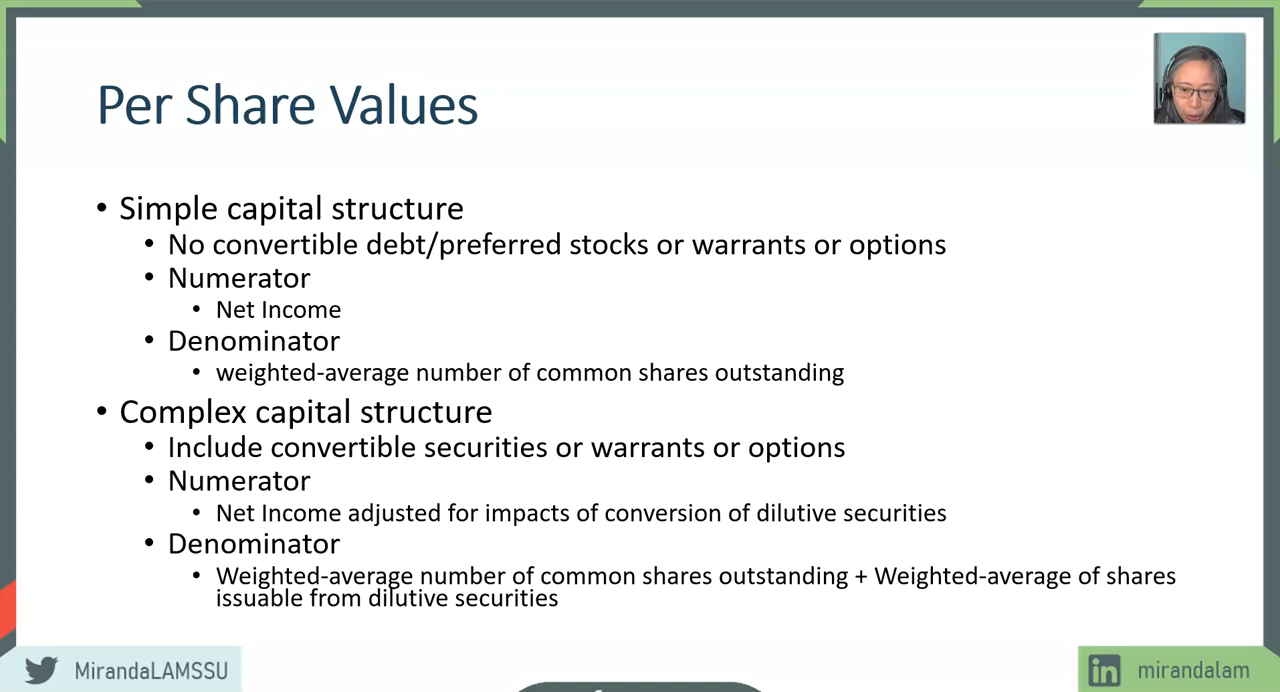 Per Share Values
• Simple capital structure
• No convertible debt/preferred stocks or warrants or options
• Numerator
• Net Income
• Denominator
• weighted-average number of common shares outstanding
• Complex capital structure
• Include convertible securities or warrants or options
• Numerator
• Net Income adjusted for impacts of conversion of dilutive securities
• Denominator
• Weighted-average number of common shares outstanding + Weighted-average of shares
issuable from dilutive securities
MirandaLAMSSU
in mirandalam